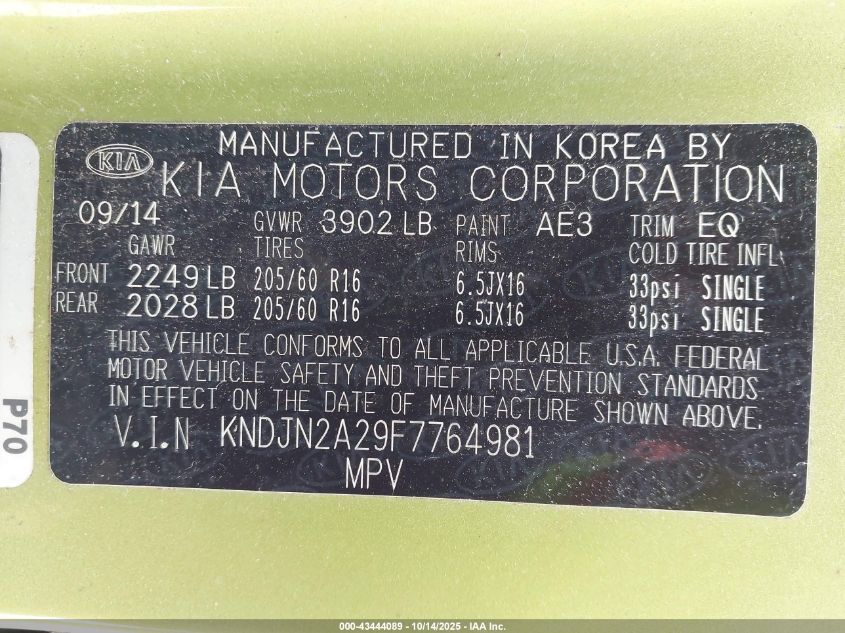 MANUFACTURED IN KOREA BY
KIA KIA MOTORS CORPORATION
09/14 GVWR 3902 LB PAINT AE3 TRIM EQ
GAWR TIRES RIMS COLD TIRE INFL
FRONT 2249 LB 205/60 R16 6.5JX16 33psi SINGLE
REAR 2028 LB 205/60 R16 6.5JX16 33psi SINGLE
THIS VEHICLE CONFORMS TO ALL APPLICABLE U.S.A. FEDERAL
MOTOR VEHICLE SAFETY AND THEFT PREVENTION STANDARDS
IN EFFECT ON THE DATE OF MANUFACTURE SHOWN ABOVE.
V.I.N KNDJN2A29F7764981
MPV
P70
000-43444089 - 10/14/2025 - IAA Inc.